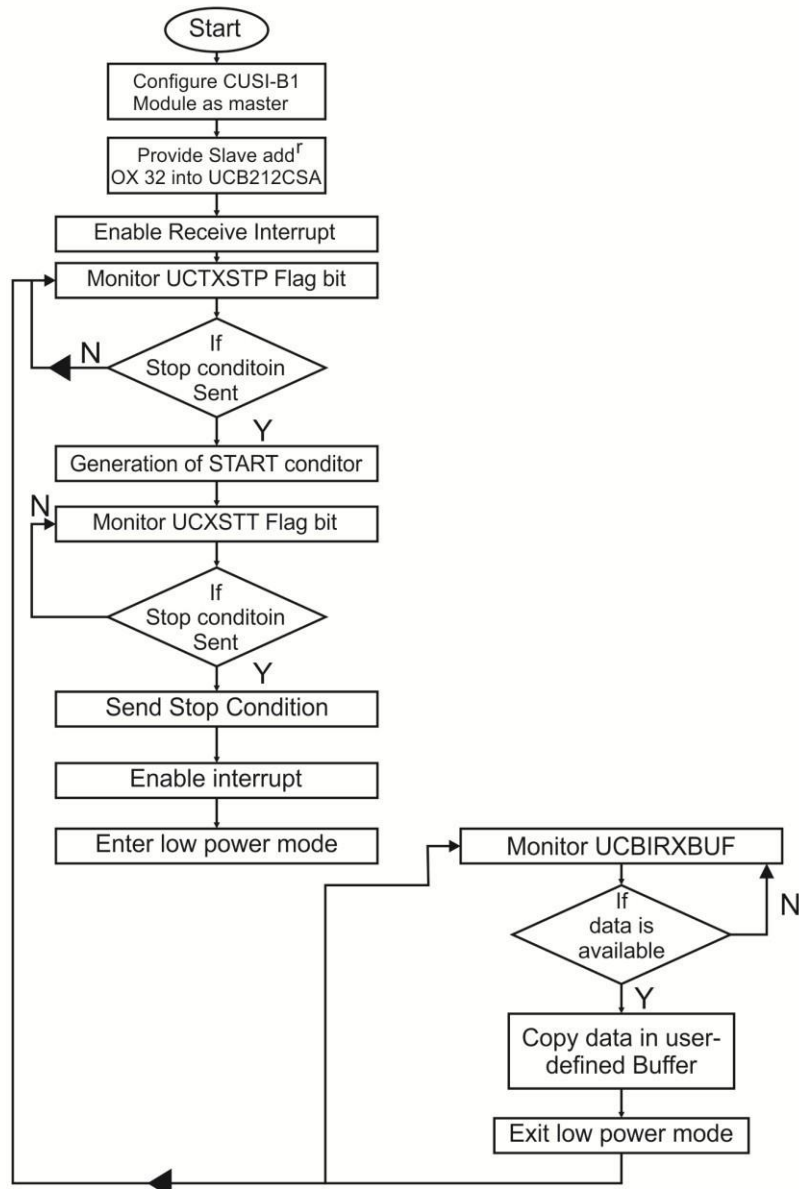 Start
Configure CUSI-B1
Module as master
Provide Slave addʳ
OX 32 into UCB212CSA
Enable Receive Interrupt
Monitor UCTXSTP Flag bit
If
Stop conditoin
Sent
N
Y
Generation of START conditor
N
Monitor UCXSTT Flag bit
If
Stop conditoin
Sent
Y
Send Stop Condition
Enable interrupt
Enter low power mode
Monitor UCBIRXBUF
If
data is
available
N
Y
Copy data in user-
defined Buffer
Exit low power mode